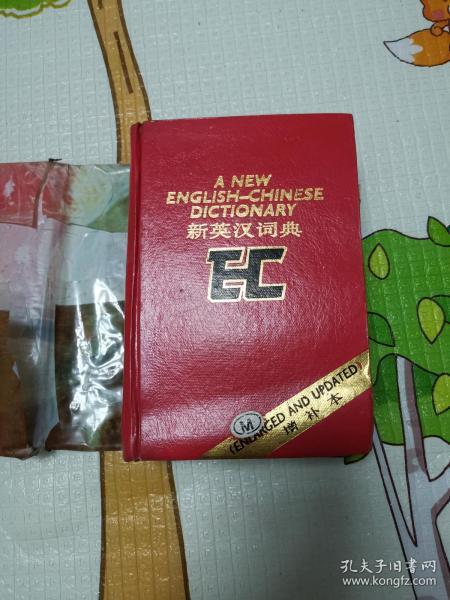 A NEW
ENGLISH-CHINESE
DICTIONARY
新英汉词典
EC
M
(ENLARGED AND UPDATED)
增补本
孔夫子旧书网
www.kongfz.com